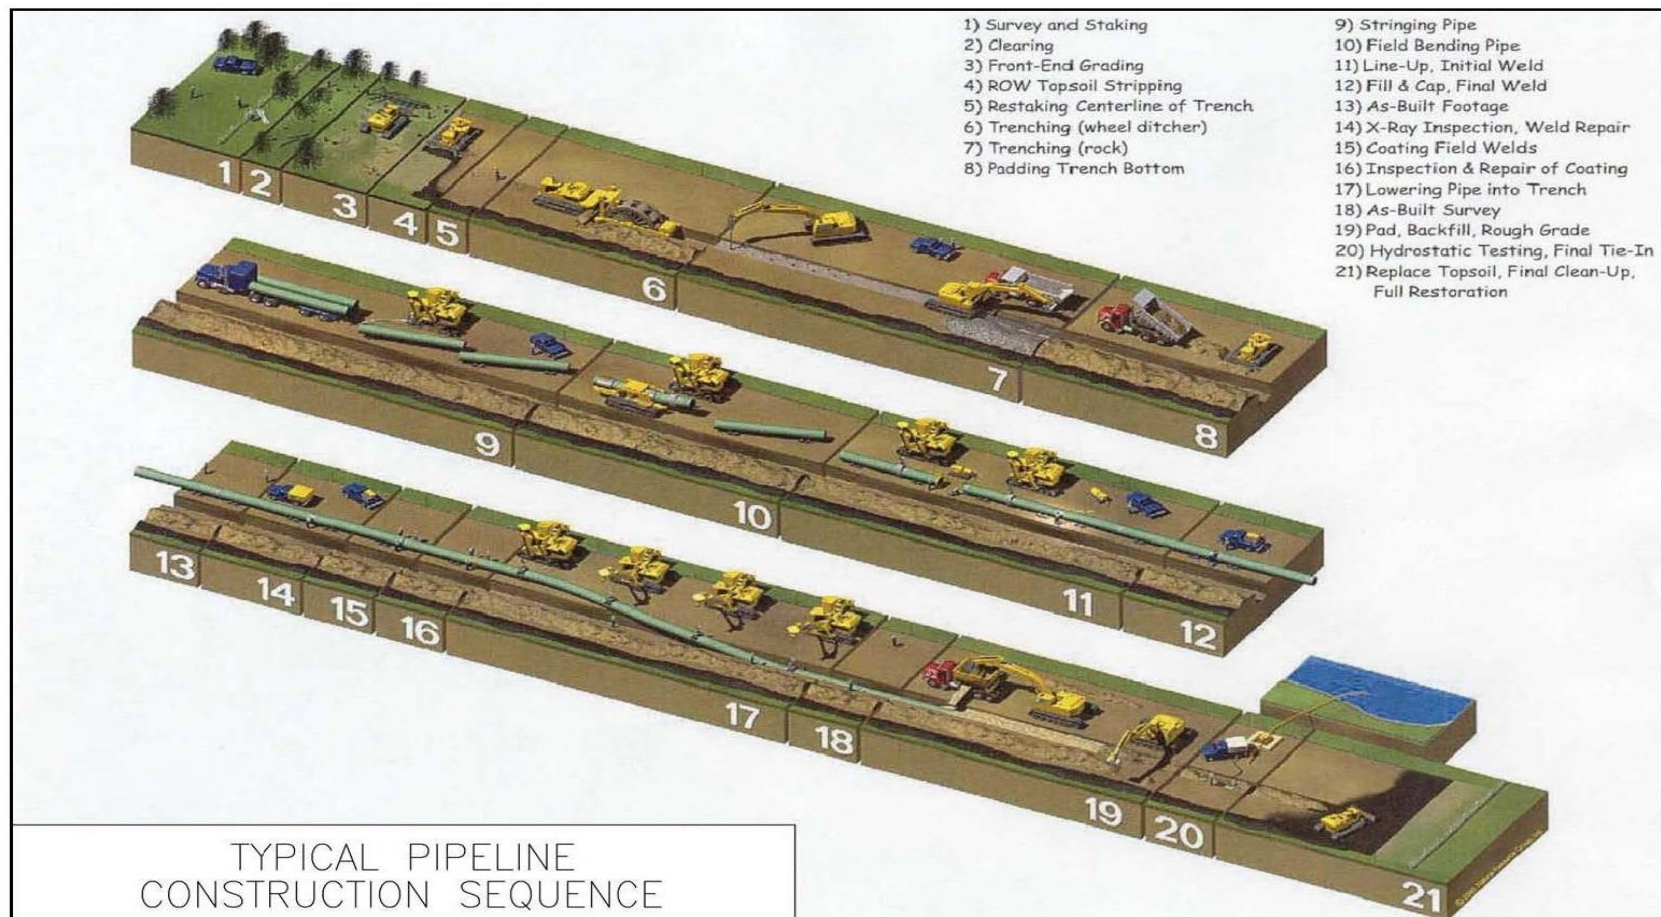 1) Survey and Staking
2) Clearing
3) Front-End Grading
4) ROW Topsoil Stripping
5) Restaking Centerline of Trench
6) Trenching (wheel ditcher)
7) Trenching (rock)
8) Padding Trench Bottom
9) Stringing Pipe
10) Field Bending Pipe
11) Line-Up, Initial Weld
12) Fill & Cap, Final Weld
13) As-Built Footage
14) X-Ray Inspection, Weld Repair
15) Coating Field Welds
16) Inspection & Repair of Coating
17) Lowering Pipe into Trench
18) As-Built Survey
19) Pad, Backfill, Rough Grade
20) Hydrostatic Testing, Final Tie-In
21) Replace Topsoil, Final Clean-Up,
Full Restoration
1
2
3
4
5
6
7
8
9
10
11
12
13
14
15
16
17
18
19
20
21
TYPICAL PIPELINE
CONSTRUCTION SEQUENCE